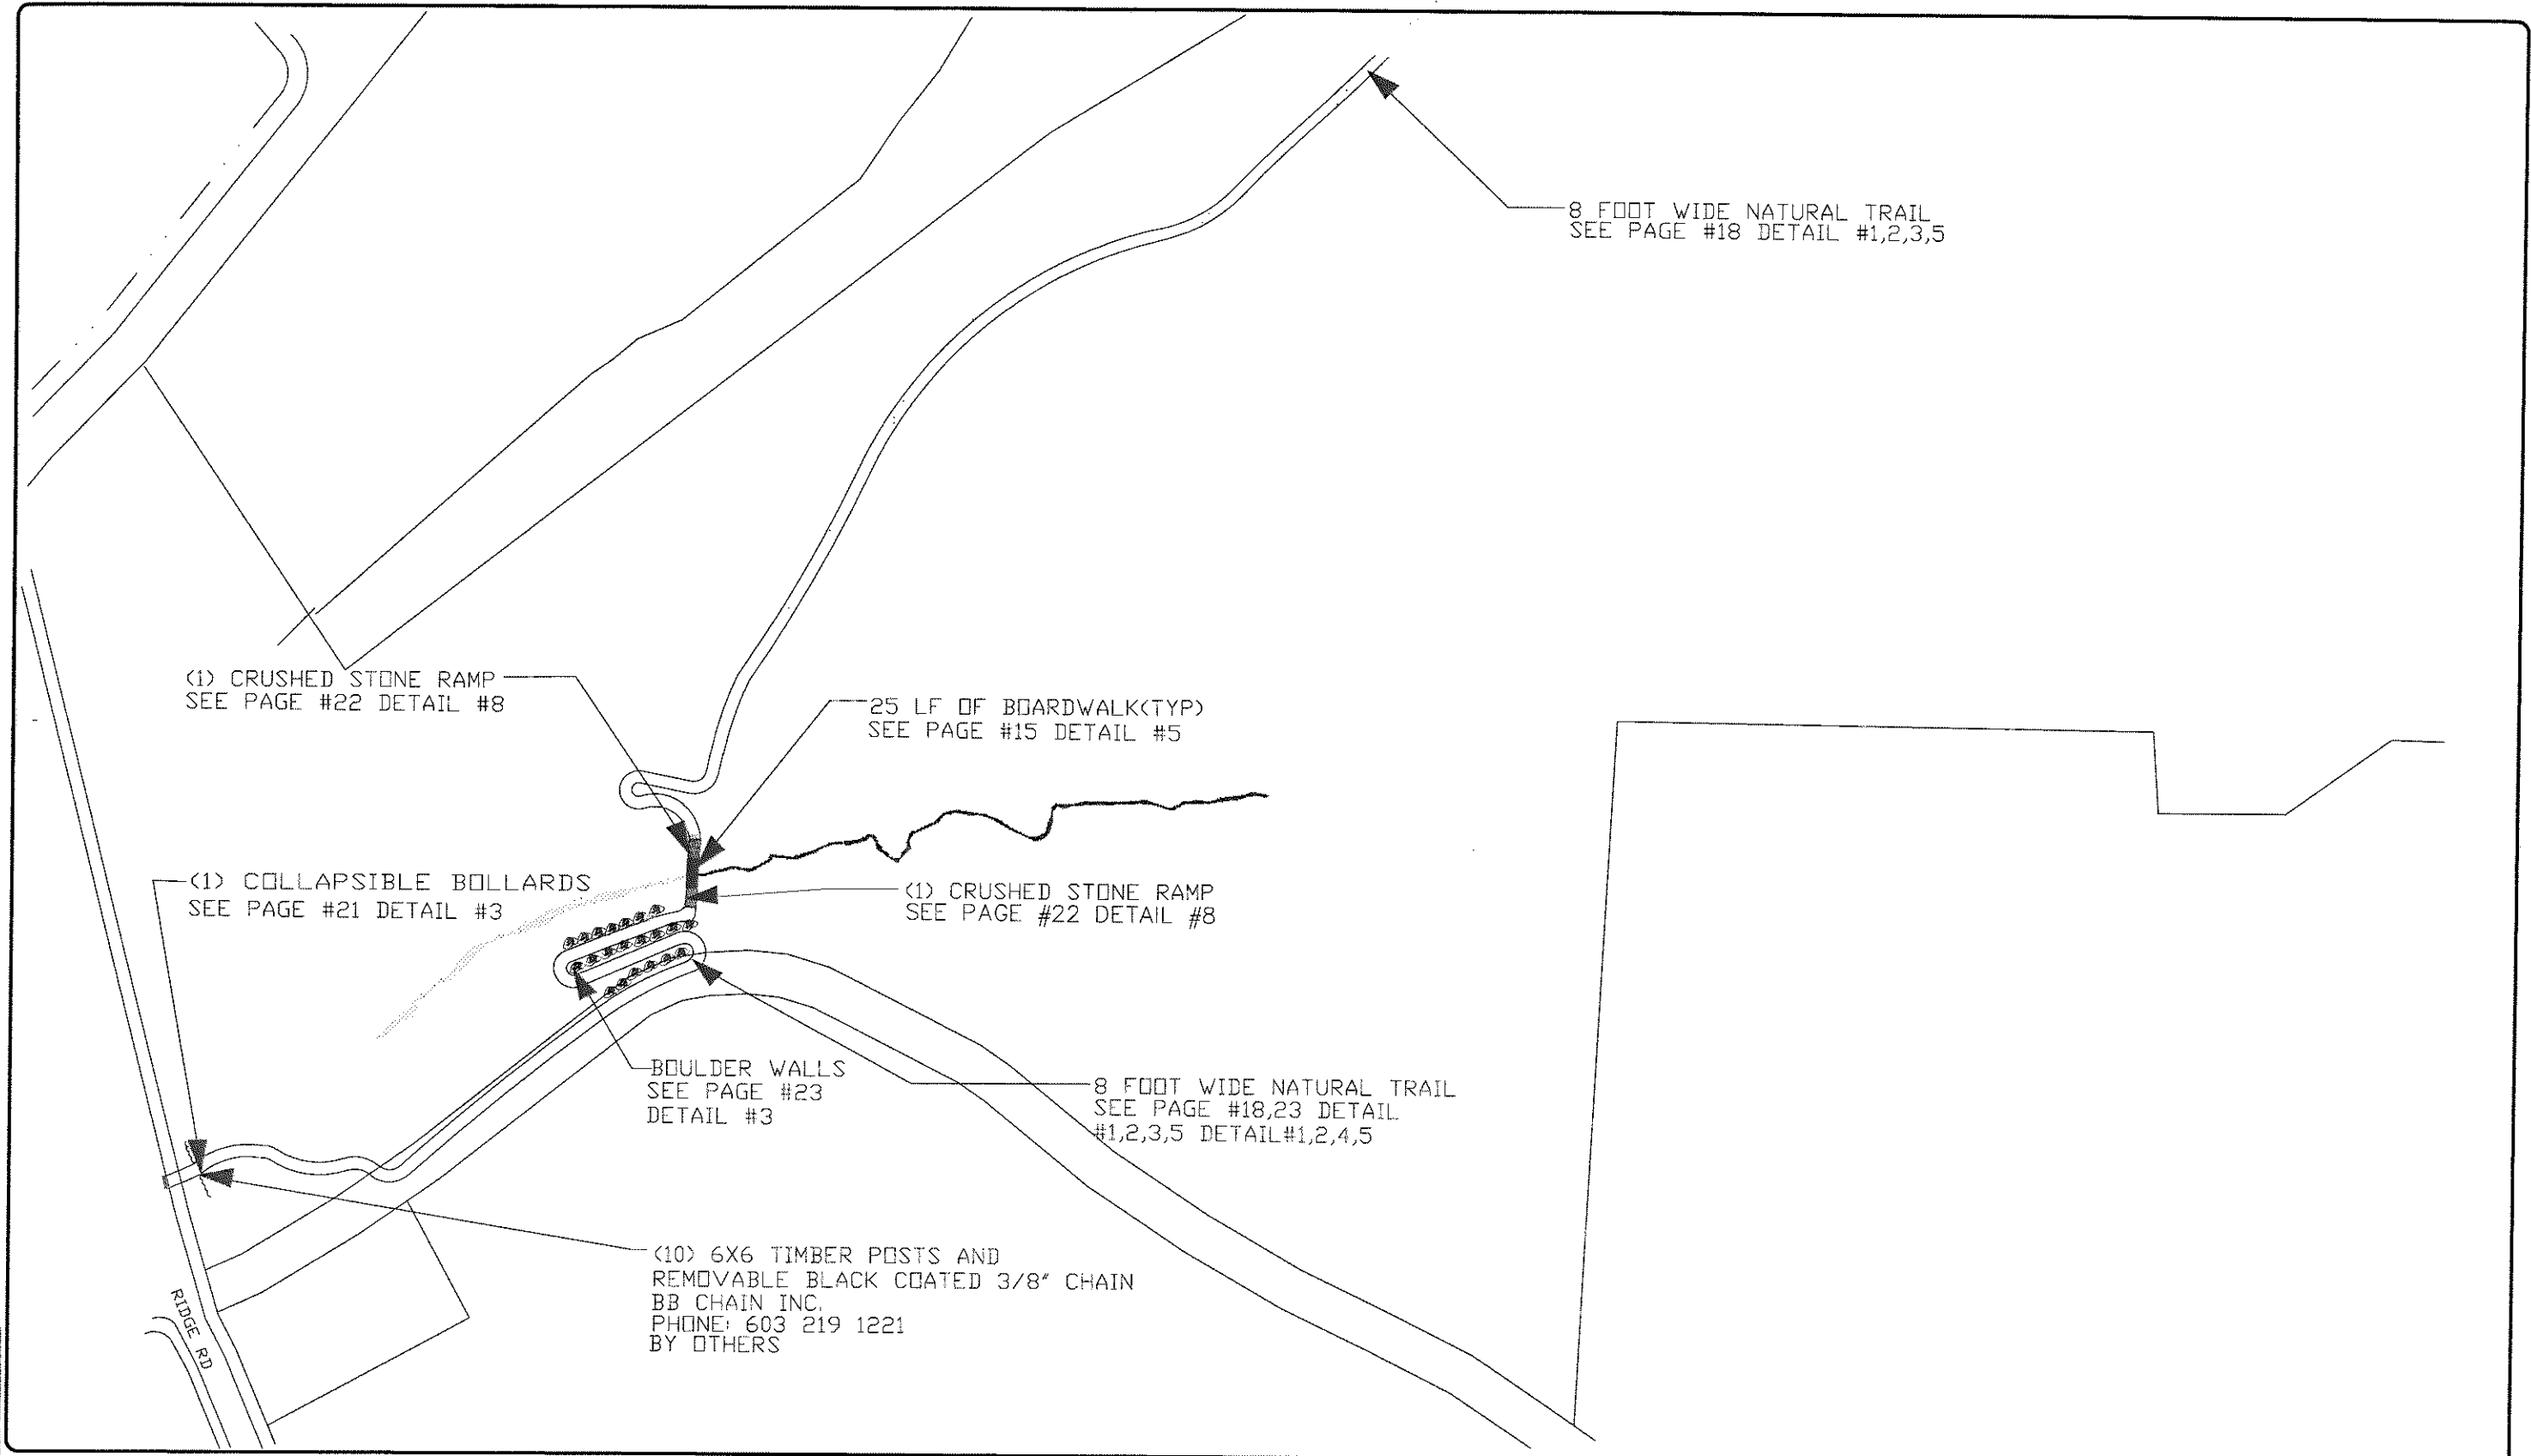 8 FOOT WIDE NATURAL TRAIL
SEE PAGE #18 DETAIL #1,2,3,5
(1) CRUSHED STONE RAMP
SEE PAGE #22 DETAIL #8
25 LF OF BOARDWALK(TYP)
SEE PAGE #15 DETAIL #5
(1) COLLAPSIBLE BOLLARDS
SEE PAGE #21 DETAIL #3
(1) CRUSHED STONE RAMP
SEE PAGE #22 DETAIL #8
BOULDER WALLS
SEE PAGE #23
DETAIL #3
8 FOOT WIDE NATURAL TRAIL
SEE PAGE #18,23 DETAIL
#1,2,3,5 DETAIL#1,2,4,5
(10) 6X6 TIMBER POSTS AND
REMOVABLE BLACK COATED 3/8" CHAIN
BB CHAIN INC.
PHONE: 603 219 1221
BY OTHERS
RIDGE RD